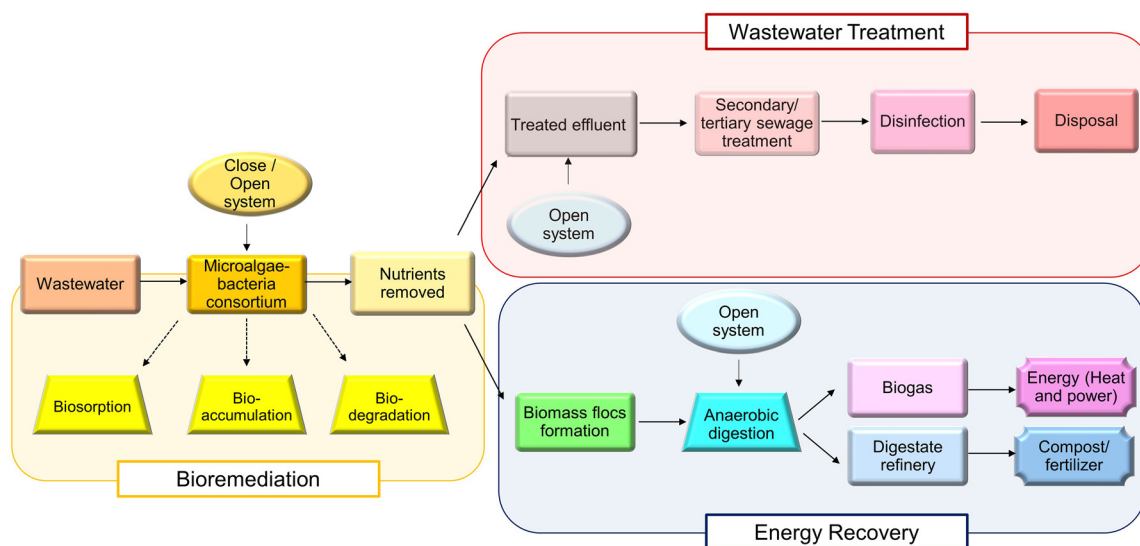 Wastewater Treatment
Treated effluent
Secondary/
tertiary sewage
treatment
Disinfection
Disposal
Open
system
Close /
Open
system
Wastewater
Microalgae-
bacteria
consortium
Nutrients
removed
Biosorption
Bio-
accumulation
Bio-
degradation
Bioremediation
Open
system
Biomass flocs
formation
Anaerobic
digestion
Biogas
Energy (Heat
and power)
Digestate
refinery
Compost/
fertilizer
Energy Recovery